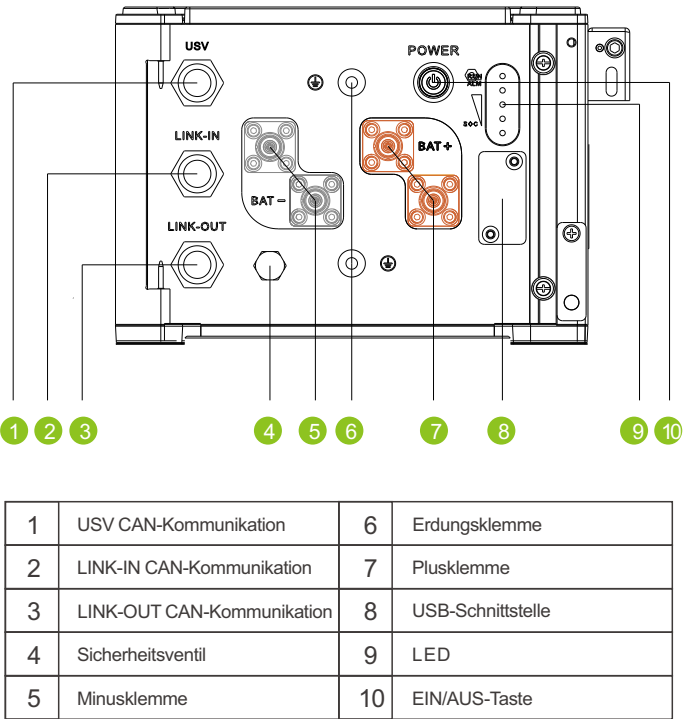 USV
POWER
RUN
ALM
LINK-IN
BAT+
SOC
BAT−
LINK-OUT
1 2 3 4 5 6 7 8 9 10
1 USV CAN-Kommunikation 6 Erdungsklemme
2 LINK-IN CAN-Kommunikation 7 Plusklemme
3 LINK-OUT CAN-Kommunikation 8 USB-Schnittstelle
4 Sicherheitsventil 9 LED
5 Minusklemme 10 EIN/AUS-Taste